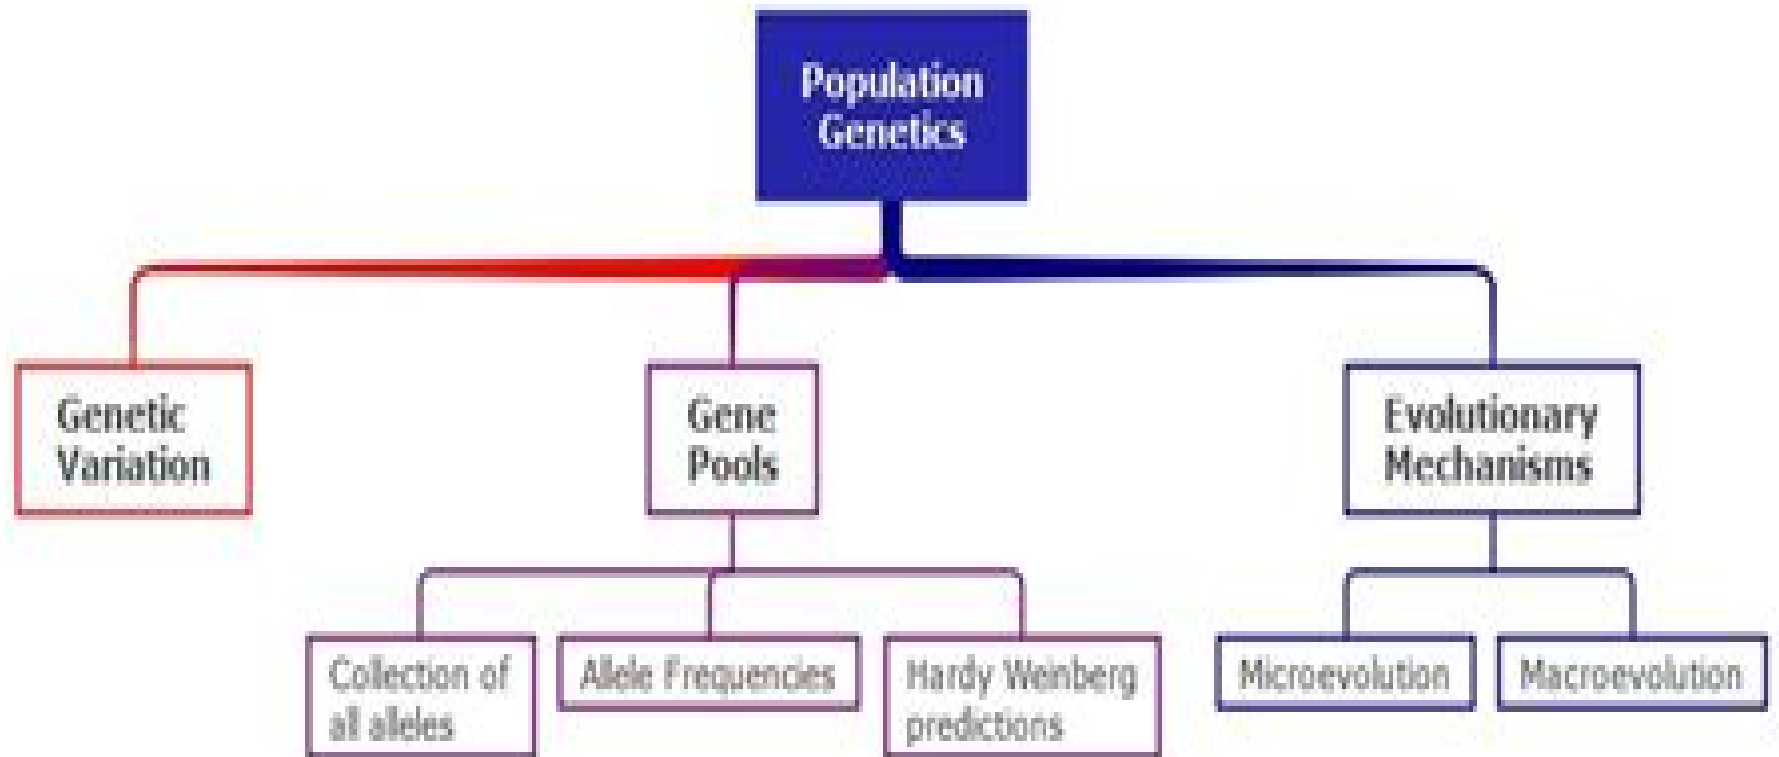 Population
Genetics
Genetic
Variation
Gene
Pools
Evolutionary
Mechanisms
Collection of
all alleles
Allele Frequencies
Hardy Weinberg
predictions
Microevolution
Macroevolution